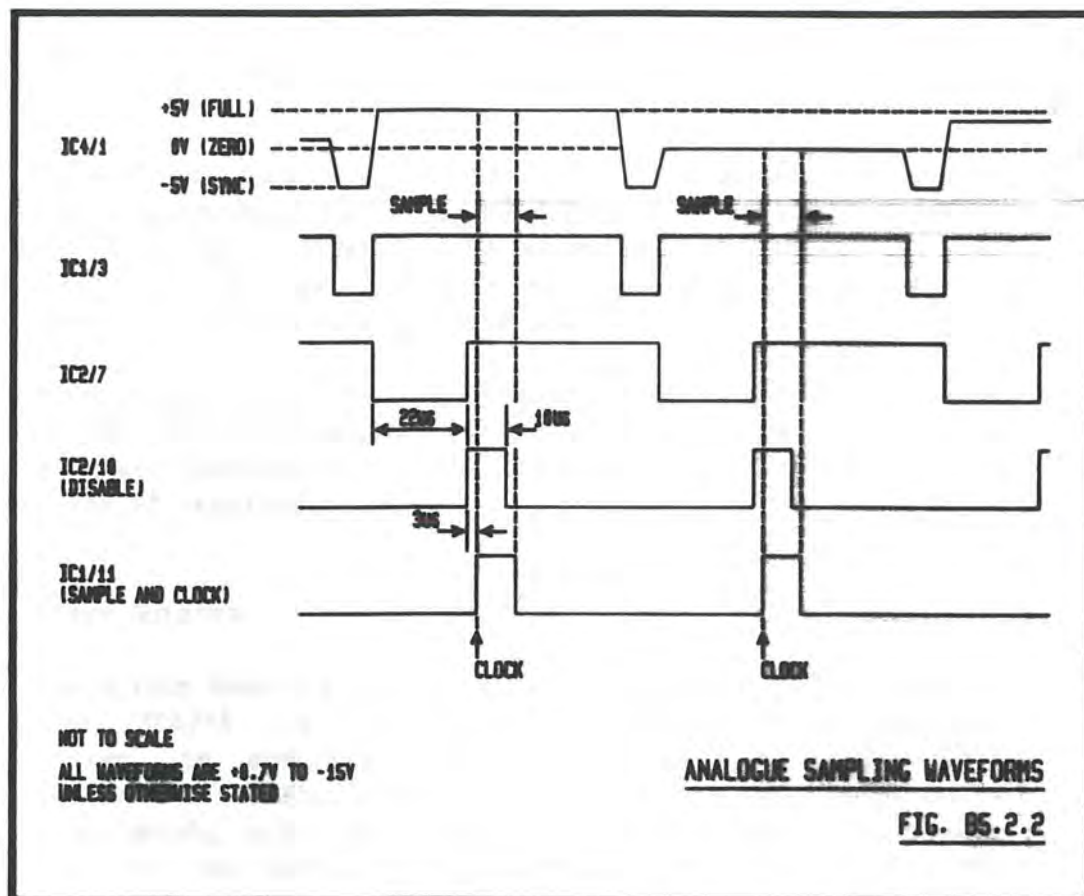 +5V (FULL)
IC4/1
0V (ZERO)
-5V (SYNC)
SAMPLE
SAMPLE
IC1/3
IC2/7
22us
10us
IC2/10
(DISABLE)
3us
IC1/11
(SAMPLE AND CLOCK)
CLOCK
CLOCK
NOT TO SCALE
ALL WAVEFORMS ARE +0.7V TO -15V
UNLESS OTHERWISE STATED
ANALOGUE SAMPLING WAVEFORMS
FIG. B5.2.2